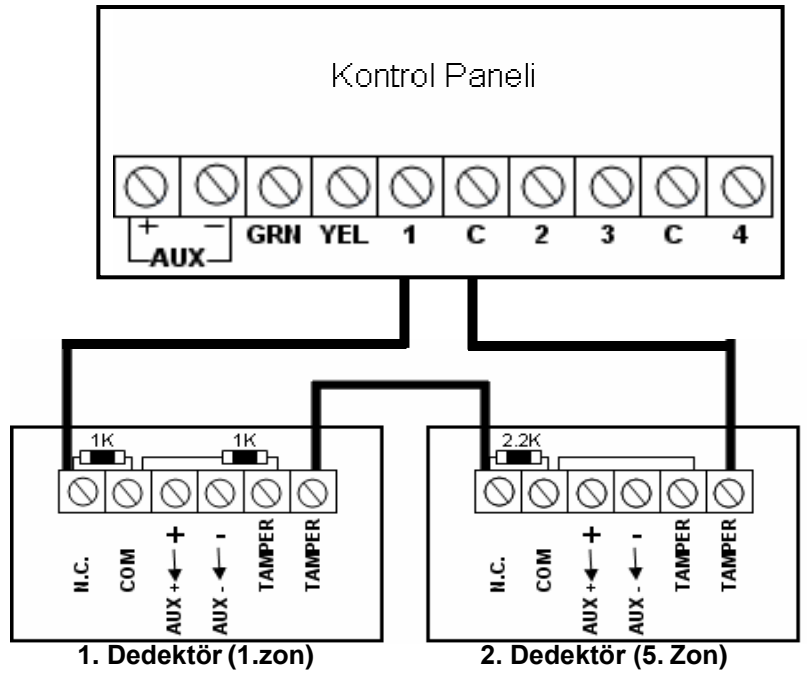 Kontrol Paneli
+ - GRN YEL 1 C 2 3 C 4
AUX
1K 1K
N.C. COM AUX + + AUX - - TAMPER TAMPER
1. Dedektör (1.zon)
2.2K
N.C. COM AUX + + AUX - - TAMPER TAMPER
2. Dedektör (5. Zon)